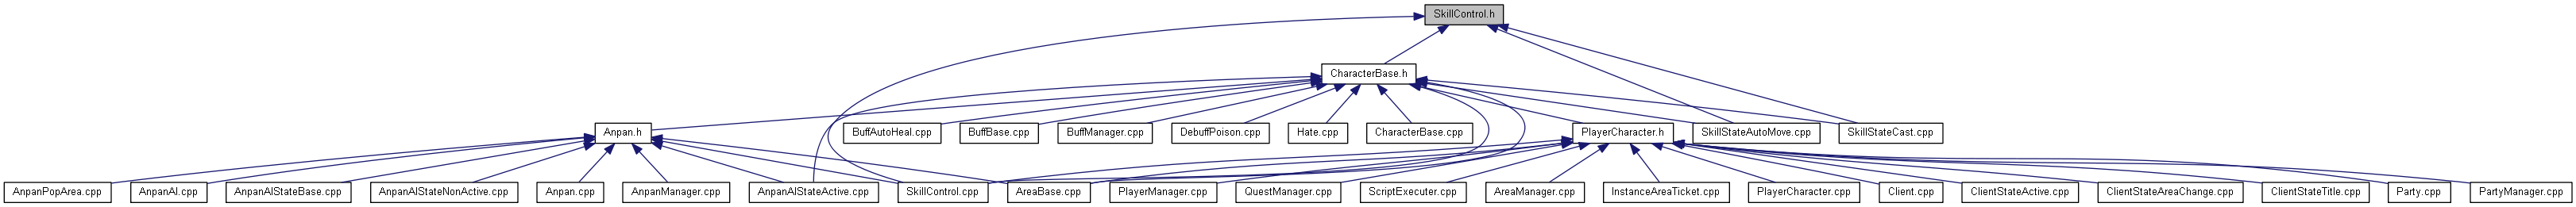 SkillControl.h
CharacterBase.h
Anpan.h
BuffAutoHeal.cpp
BuffBase.cpp
BuffManager.cpp
DebuffPoison.cpp
Hate.cpp
CharacterBase.cpp
PlayerCharacter.h
SkillStateAutoMove.cpp
SkillStateCast.cpp
AnpanPopArea.cpp
AnpanAI.cpp
AnpanAIStateBase.cpp
AnpanAIStateNonActive.cpp
Anpan.cpp
AnpanManager.cpp
AnpanAIStateActive.cpp
SkillControl.cpp
AreaBase.cpp
PlayerManager.cpp
QuestManager.cpp
ScriptExecuter.cpp
AreaManager.cpp
InstanceAreaTicket.cpp
PlayerCharacter.cpp
Client.cpp
ClientStateActive.cpp
ClientStateAreaChange.cpp
ClientStateTitle.cpp
Party.cpp
PartyManager.cpp